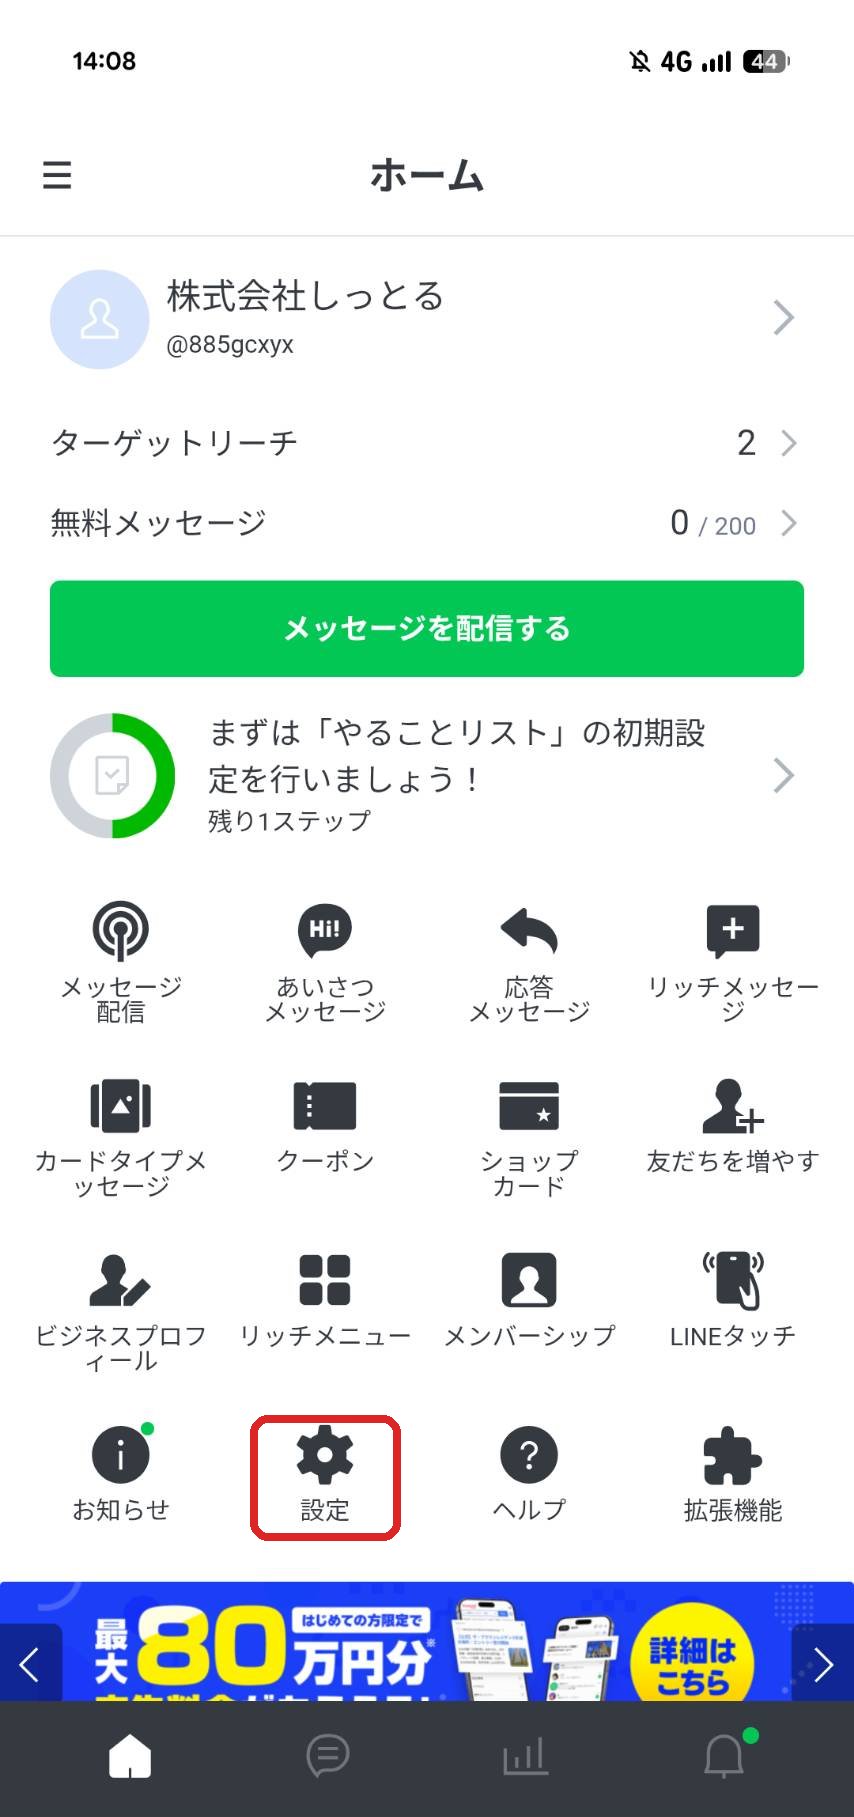 14:08
4G
44
ホーム
株式会社しっとる
@885gcxyx
ターゲットリーチ
2
無料メッセージ
0 / 200
メッセージを配信する
まずは「やることリスト」の初期設
定を行いましょう！
残り1ステップ
メッセージ
配信
Hi!
あいさつ
メッセージ
応答
メッセージ
リッチメッセー
ジ
カードタイプメ
ッセージ
クーポン
ショップ
カード
友だちを増やす
ビジネスプロフ
ィール
リッチメニュー
メンバーシップ
LINEタッチ
お知らせ
設定
ヘルプ
拡張機能
はじめての方限定で
最大80万円分※
詳細は
こちら